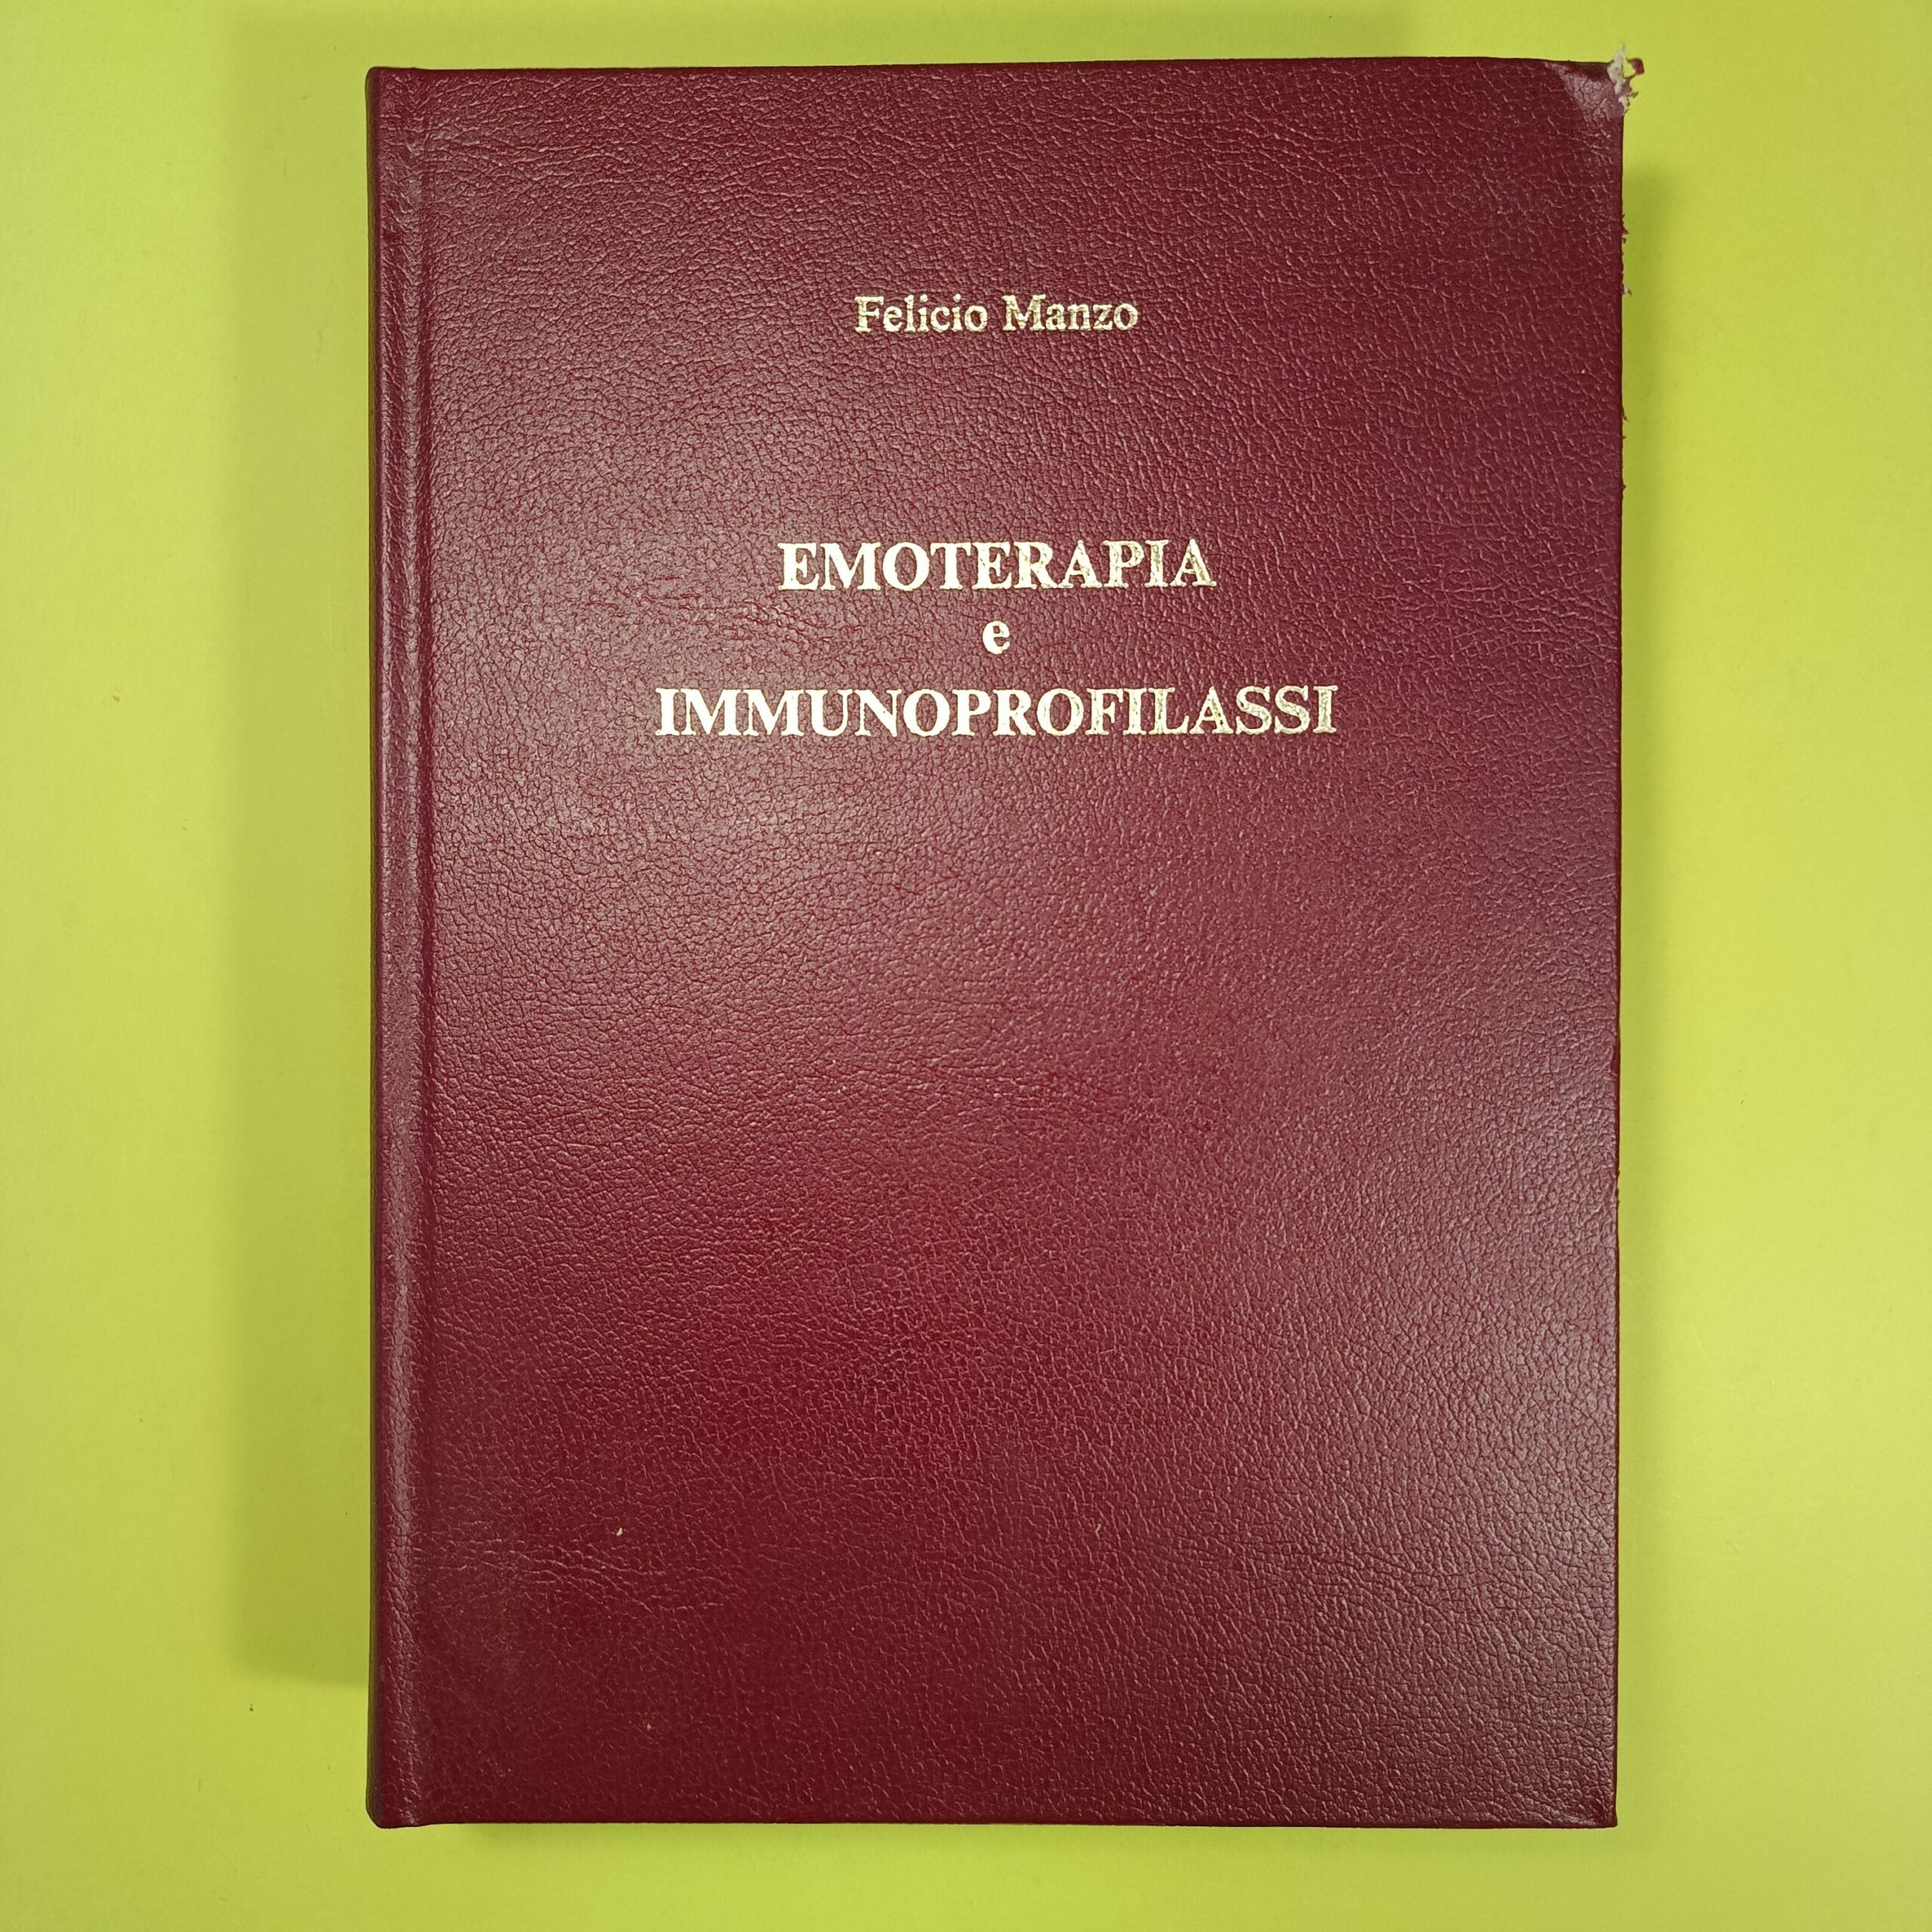 Felicio Manzo
EMOTERAPIA
e
IMMUNOPROFILASSI